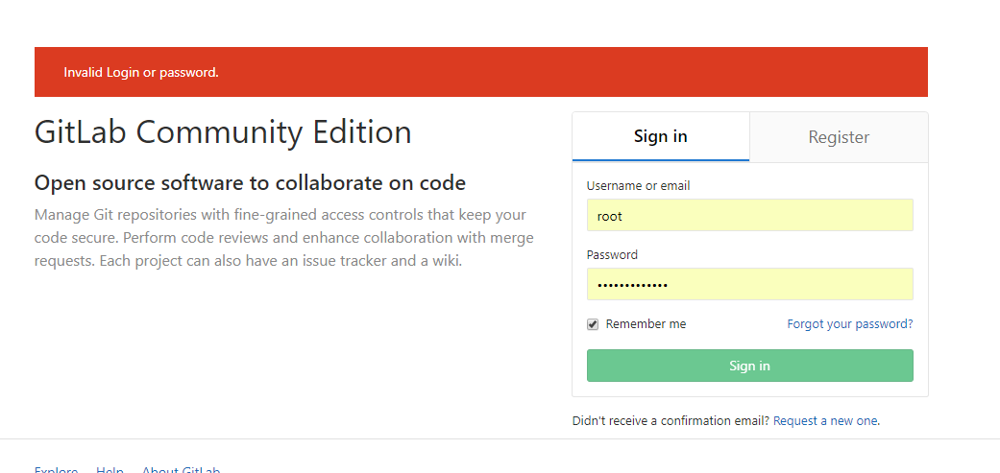 Invalid Login or password.
GitLab Community Edition
Open source software to collaborate on code
Manage Git repositories with fine-grained access controls that keep your
code secure. Perform code reviews and enhance collaboration with merge
requests. Each project can also have an issue tracker and a wiki.
Sign in
Register
Username or email
root
Password
•••••••••••••
Remember me
Forgot your password?
Sign in
Didn't receive a confirmation email? Request a new one.
Explore Help About GitLab